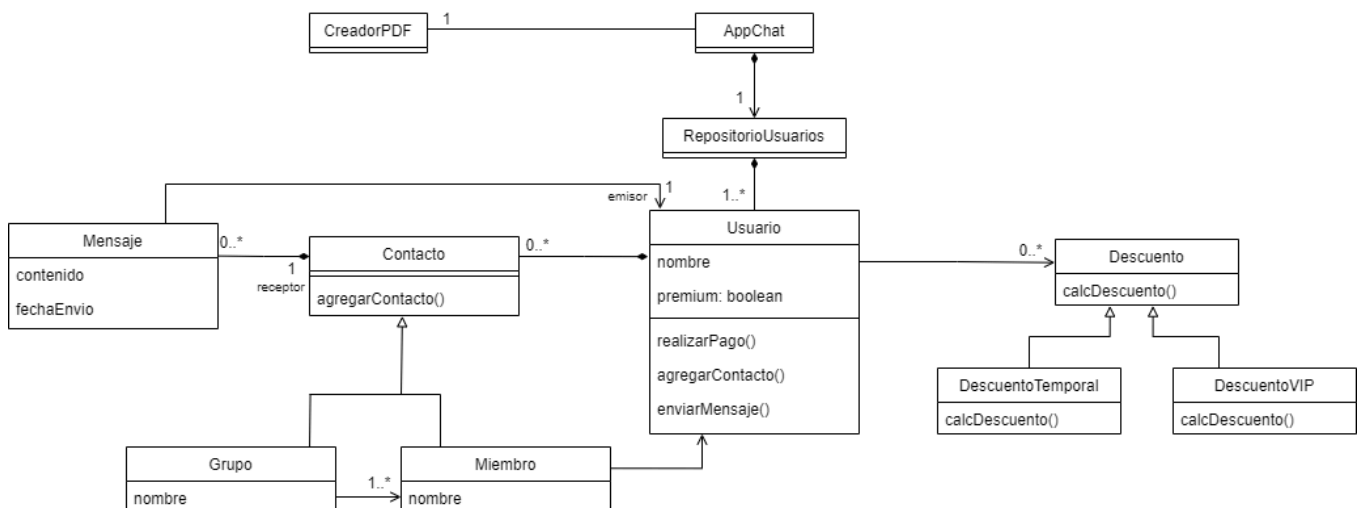 CreadorPDF
1
AppChat
1
RepositorioUsuarios
1..*
emisor
1
Mensaje
contenido
fechaEnvio
0..*
1
receptor
Contacto
agregarContacto()
0..*
Usuario
nombre
premium: boolean
realizarPago()
agregarContacto()
enviarMensaje()
0..*
Descuento
calcDescuento()
DescuentoTemporal
calcDescuento()
DescuentoVIP
calcDescuento()
Grupo
nombre
1..*
Miembro
nombre